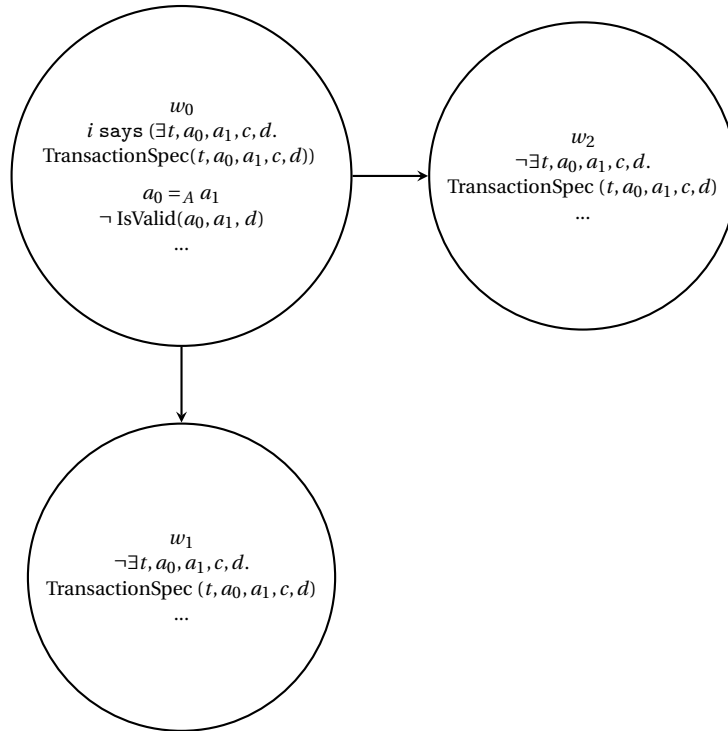 w₀
i says (∃t, a₀, a₁, c, d.
TransactionSpec(t, a₀, a₁, c, d))
a₀ =_A a₁
¬ IsValid(a₀, a₁, d)
...
w₂
¬∃t, a₀, a₁, c, d.
TransactionSpec (t, a₀, a₁, c, d)
...
w₁
¬∃t, a₀, a₁, c, d.
TransactionSpec (t, a₀, a₁, c, d)
...